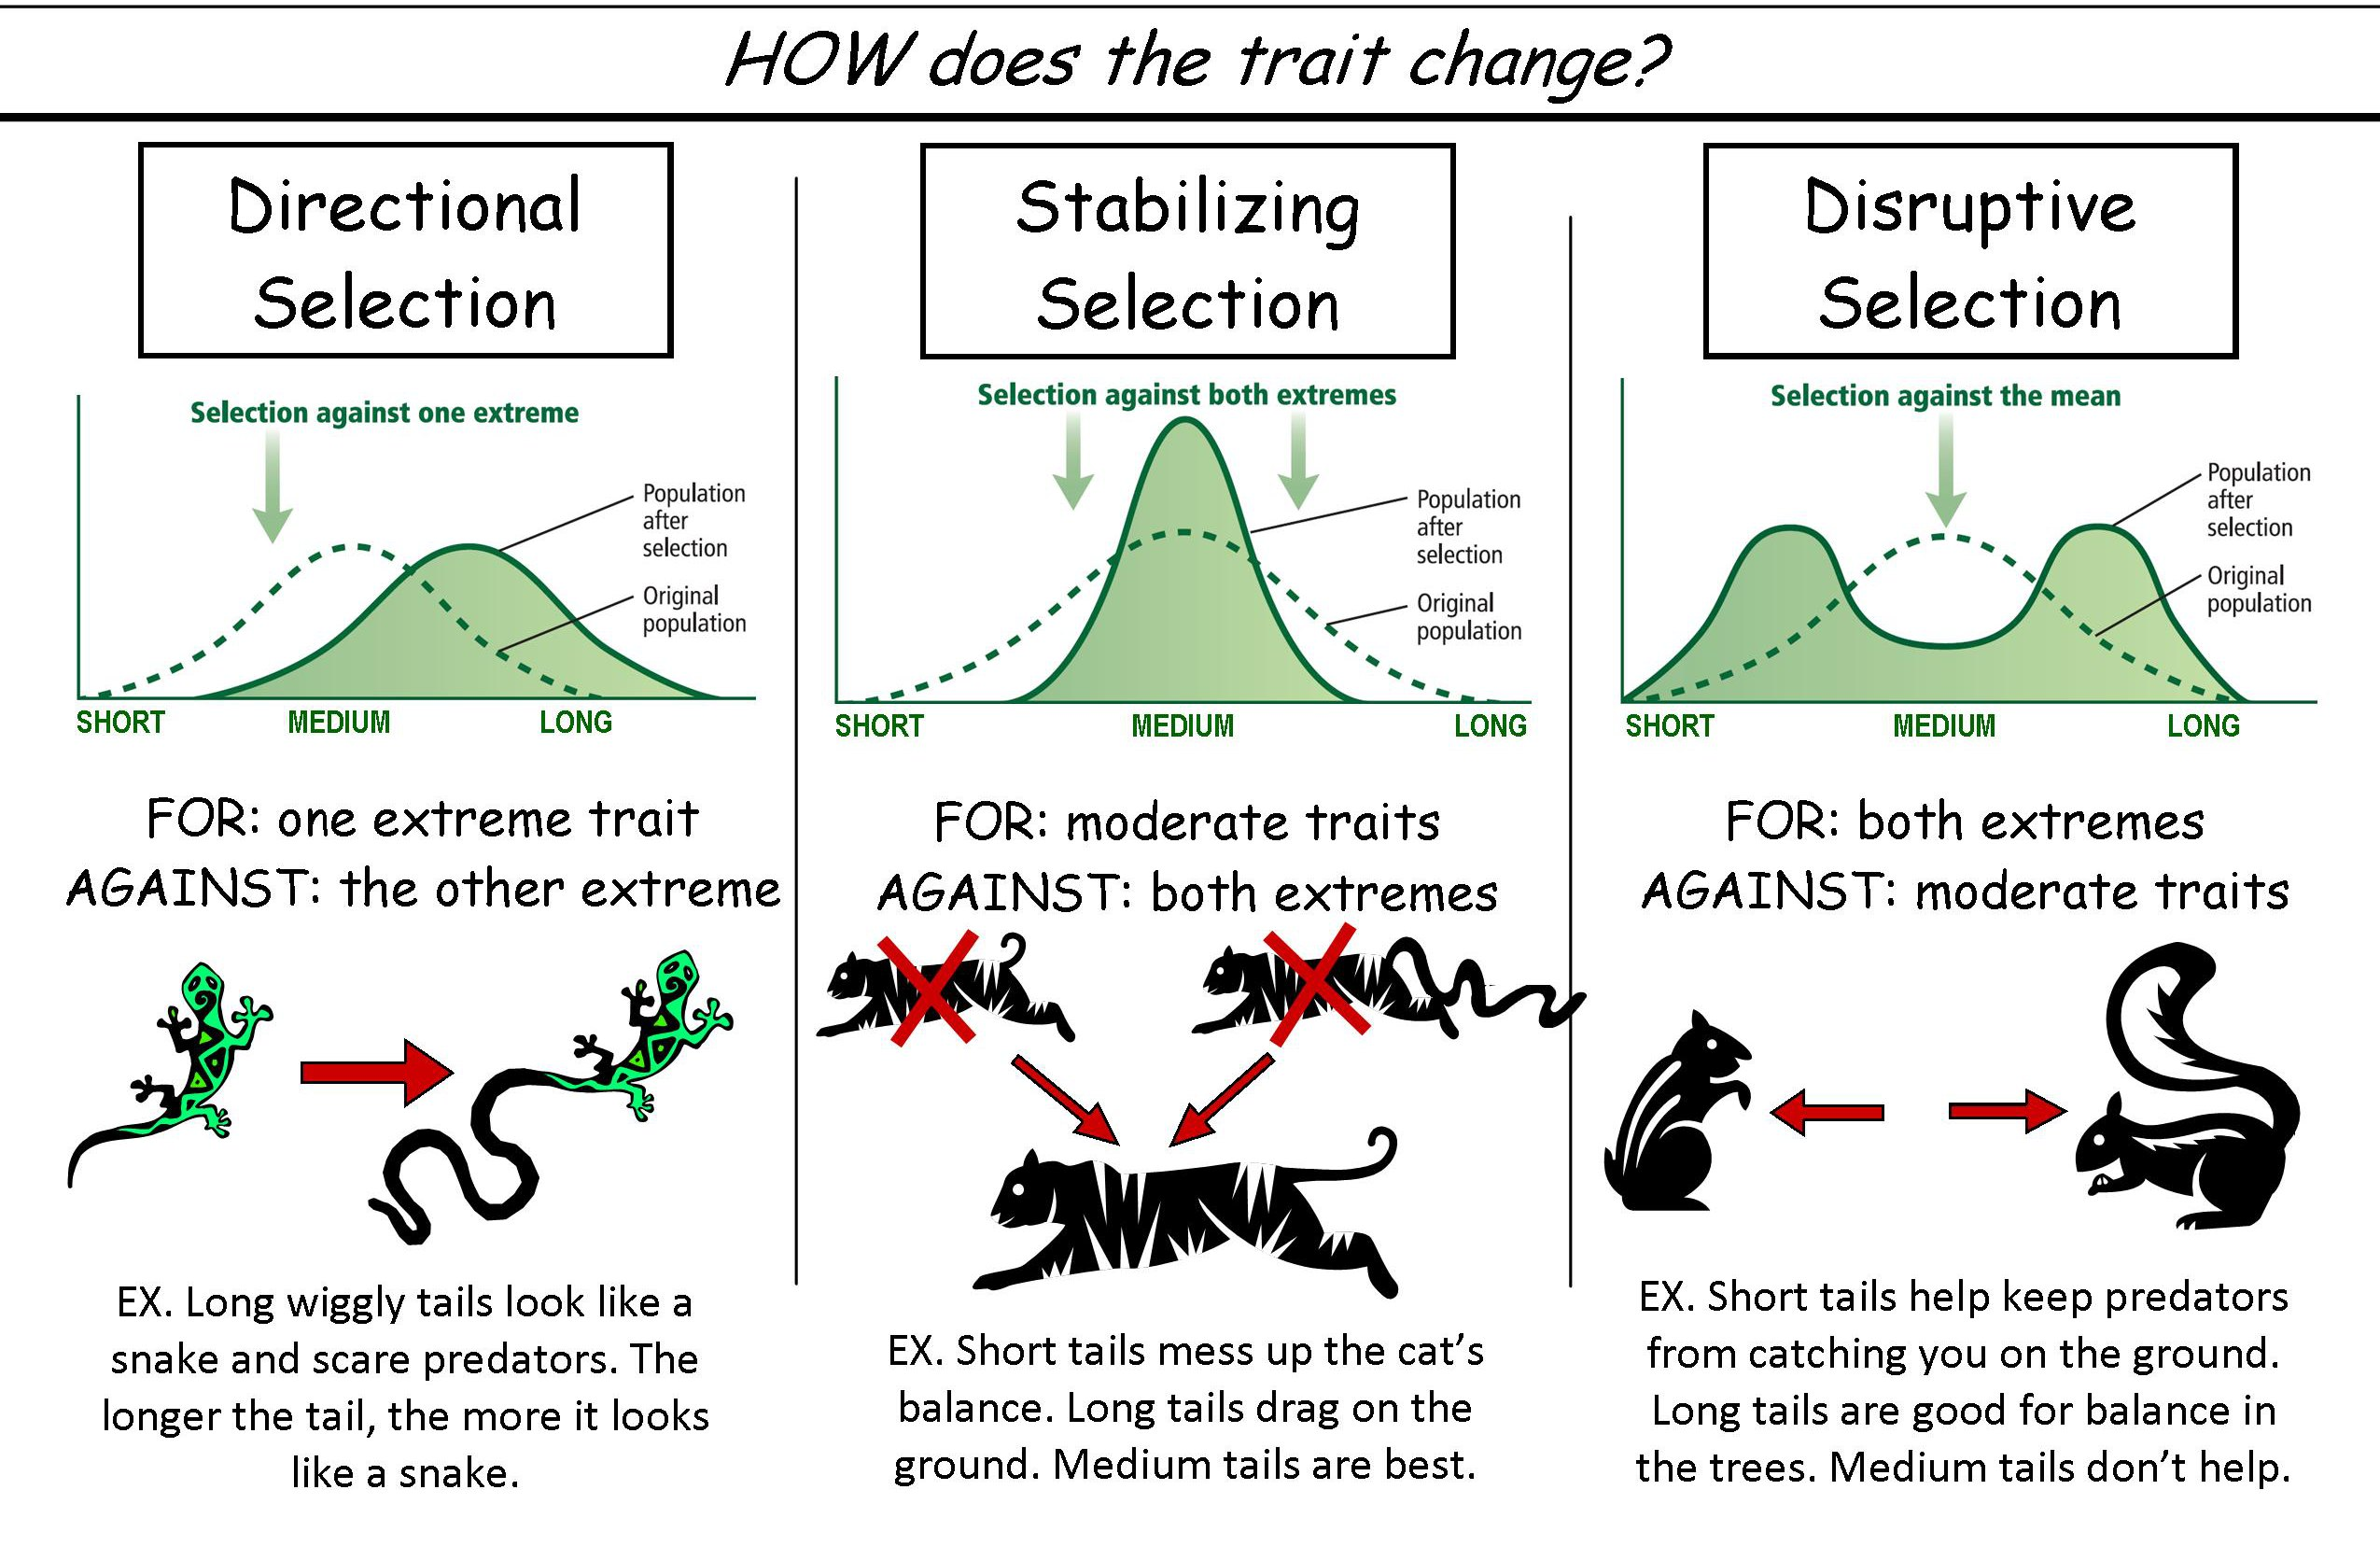 HOW does the trait change?
Directional
Selection
Selection against one extreme
Population
after
selection
Original
population
SHORT MEDIUM LONG
FOR: one extreme trait
AGAINST: the other extreme
EX. Long wiggly tails look like a
snake and scare predators. The
longer the tail, the more it looks
like a snake.
Stabilizing
Selection
Selection against both extremes
Population
after
selection
Original
population
SHORT MEDIUM LONG
FOR: moderate traits
AGAINST: both extremes
EX. Short tails mess up the cat’s
balance. Long tails drag on the
ground. Medium tails are best.
Disruptive
Selection
Selection against the mean
Population
after
selection
Original
population
SHORT MEDIUM LONG
FOR: both extremes
AGAINST: moderate traits
EX. Short tails help keep predators
from catching you on the ground.
Long tails are good for balance in
the trees. Medium tails don’t help.